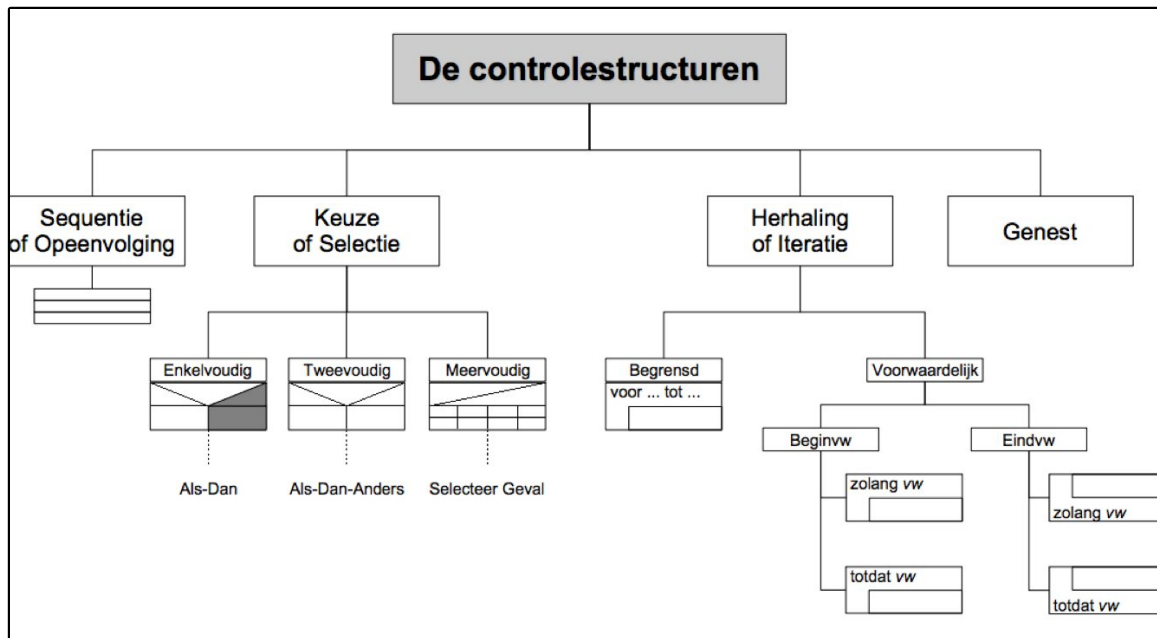 De controlestructuren
Sequentie
of Opeenvolging
Keuze
of Selectie
Herhaling
of Iteratie
Genest
Enkelvoudig
Tweevoudig
Meervoudig
Begrensd
voor ... tot ...
Voorwaardelijk
Beginvw
Eindvw
Als-Dan
Als-Dan-Anders
Selecteer Geval
zolang vw
zolang vw
totdat vw
totdat vw